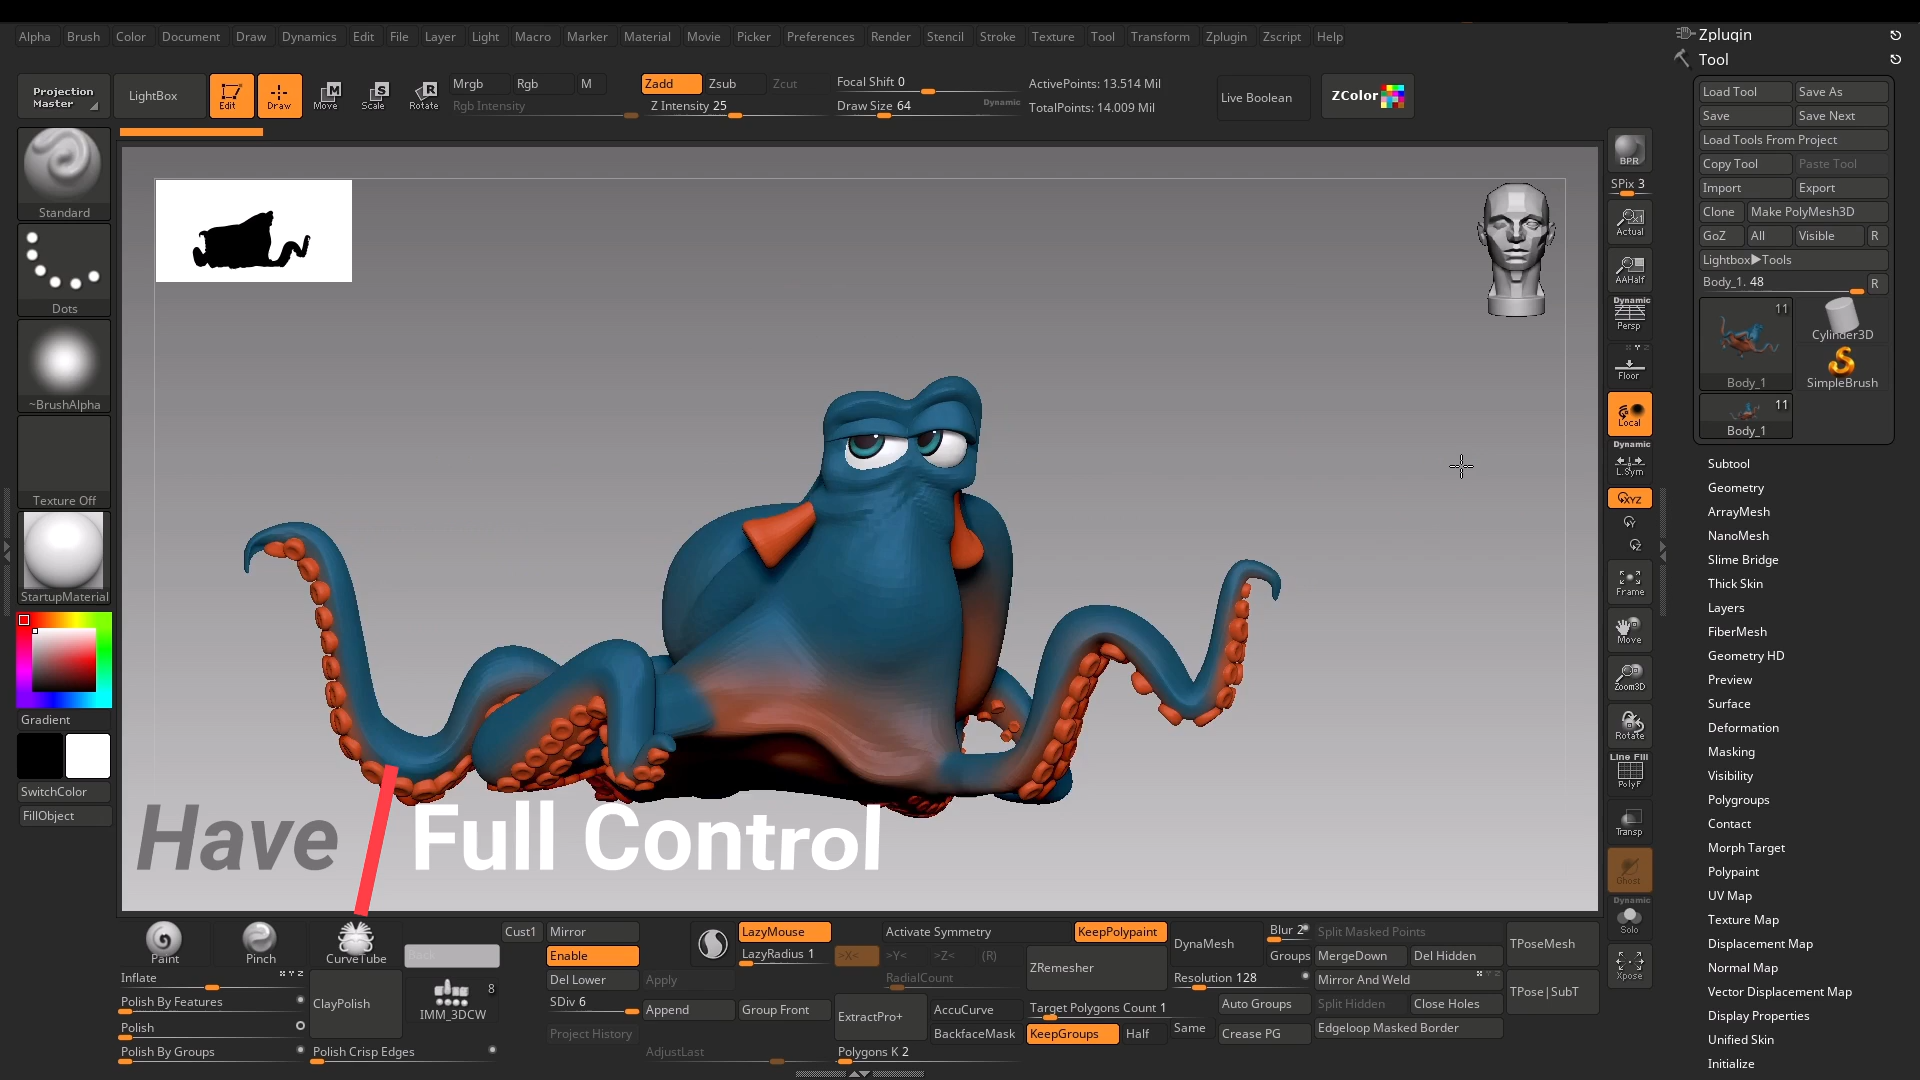 Alpha Brush Color Document Draw Dynamics Edit File Layer Light Macro Marker Material Movie Picker Preferences Render Stencil Stroke Texture Tool Transform Zplugin Zscript Help
Projection Master
LightBox
Edit
Draw
Move
Scale
Rotate
Mrgb Rgb M
Rgb Intensity
Zadd Zsub Zcut
Z Intensity 25
Focal Shift 0
Draw Size 64
Dynamic
ActivePoints: 13.514 Mil
TotalPoints: 14.009 Mil
Live Boolean
ZColor
Standard
Dots
~BrushAlpha
Texture Off
StartupMaterial
Gradient
SwitchColor
FillObject
Have / Full Control
BPR
SPix 3
Actual
AAHalf
Dynamic
Persp
Floor
Local
Dynamic
L.Sym
XYZ
Y
Z
Frame
Move
Zoom3D
Rotate
Line Fill
PolyF
Transp
Ghost
Dynamic
Solo
Xpose
Zplugin
Tool
Load Tool Save As
Save Save Next
Load Tools From Project
Copy Tool Paste Tool
Import Export
Clone Make PolyMesh3D
GoZ All Visible R
Lightbox▶Tools
Body_1. 48 R
11
Body_1
Cylinder3D
SimpleBrush
11
Body_1
Subtool
Geometry
ArrayMesh
NanoMesh
Slime Bridge
Thick Skin
Layers
FiberMesh
Geometry HD
Preview
Surface
Deformation
Masking
Visibility
Polygroups
Contact
Morph Target
Polypaint
UV Map
Texture Map
Displacement Map
Normal Map
Vector Displacement Map
Display Properties
Unified Skin
Initialize
Paint
Pinch
CurveTube
Back
Inflate
Polish By Features
Polish
Polish By Groups
ClayPolish
8
IMM_3DCW
Polish Crisp Edges
Cust1 Mirror
Enable
Del Lower Apply
SDiv 6
Project History
LazyMouse
LazyRadius 1
Append Group Front
AdjustLast
Activate Symmetry
>X< >Y< >Z< (R)
RadialCount
ExtractPro+
AccuCurve
BackfaceMask
Polygons K 2
KeepPolypaint
ZRemesher
Target Polygons Count 1
KeepGroups Half Same
DynaMesh
Blur 2
Groups
Resolution 128
Auto Groups
Crease PG
Split Masked Points
MergeDown Del Hidden
Mirror And Weld
Split Hidden Close Holes
Edgeloop Masked Border
TPoseMesh
TPose|SubT